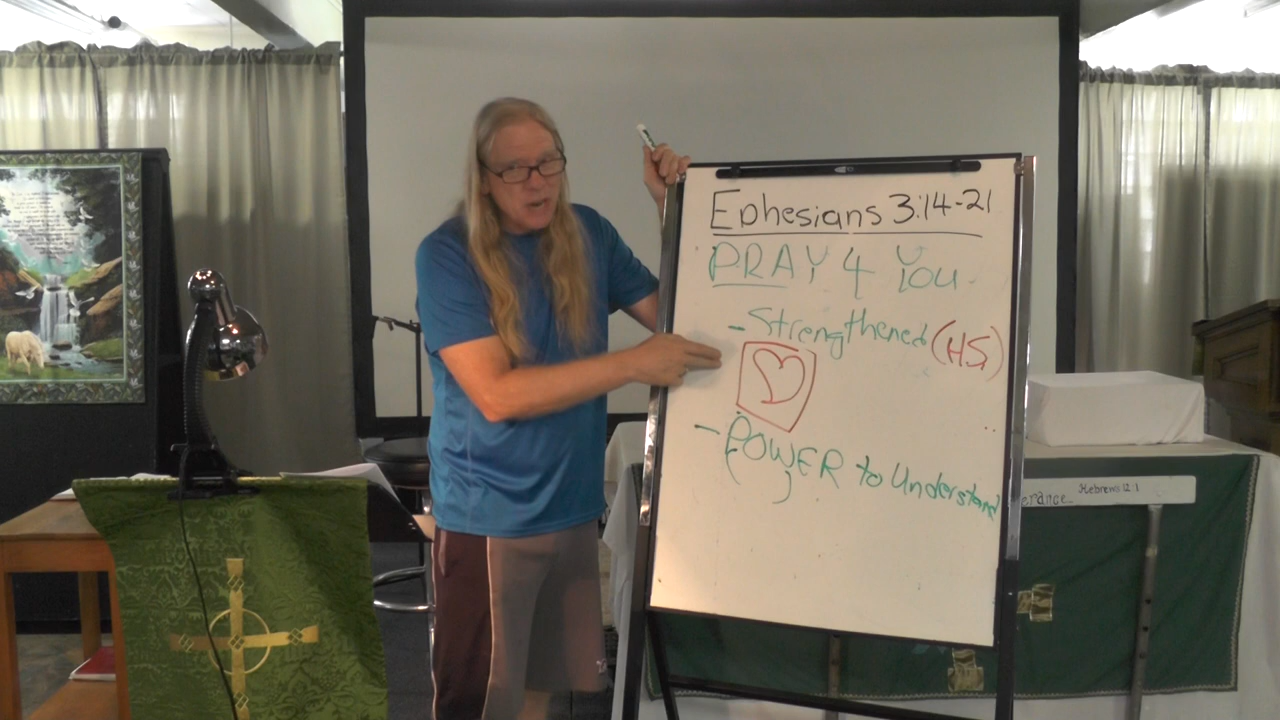 Ephesians 3:14-21
PRAY 4 You
- Strengthened (HS)
- POWER to Understand
erance Hebrews 12:1